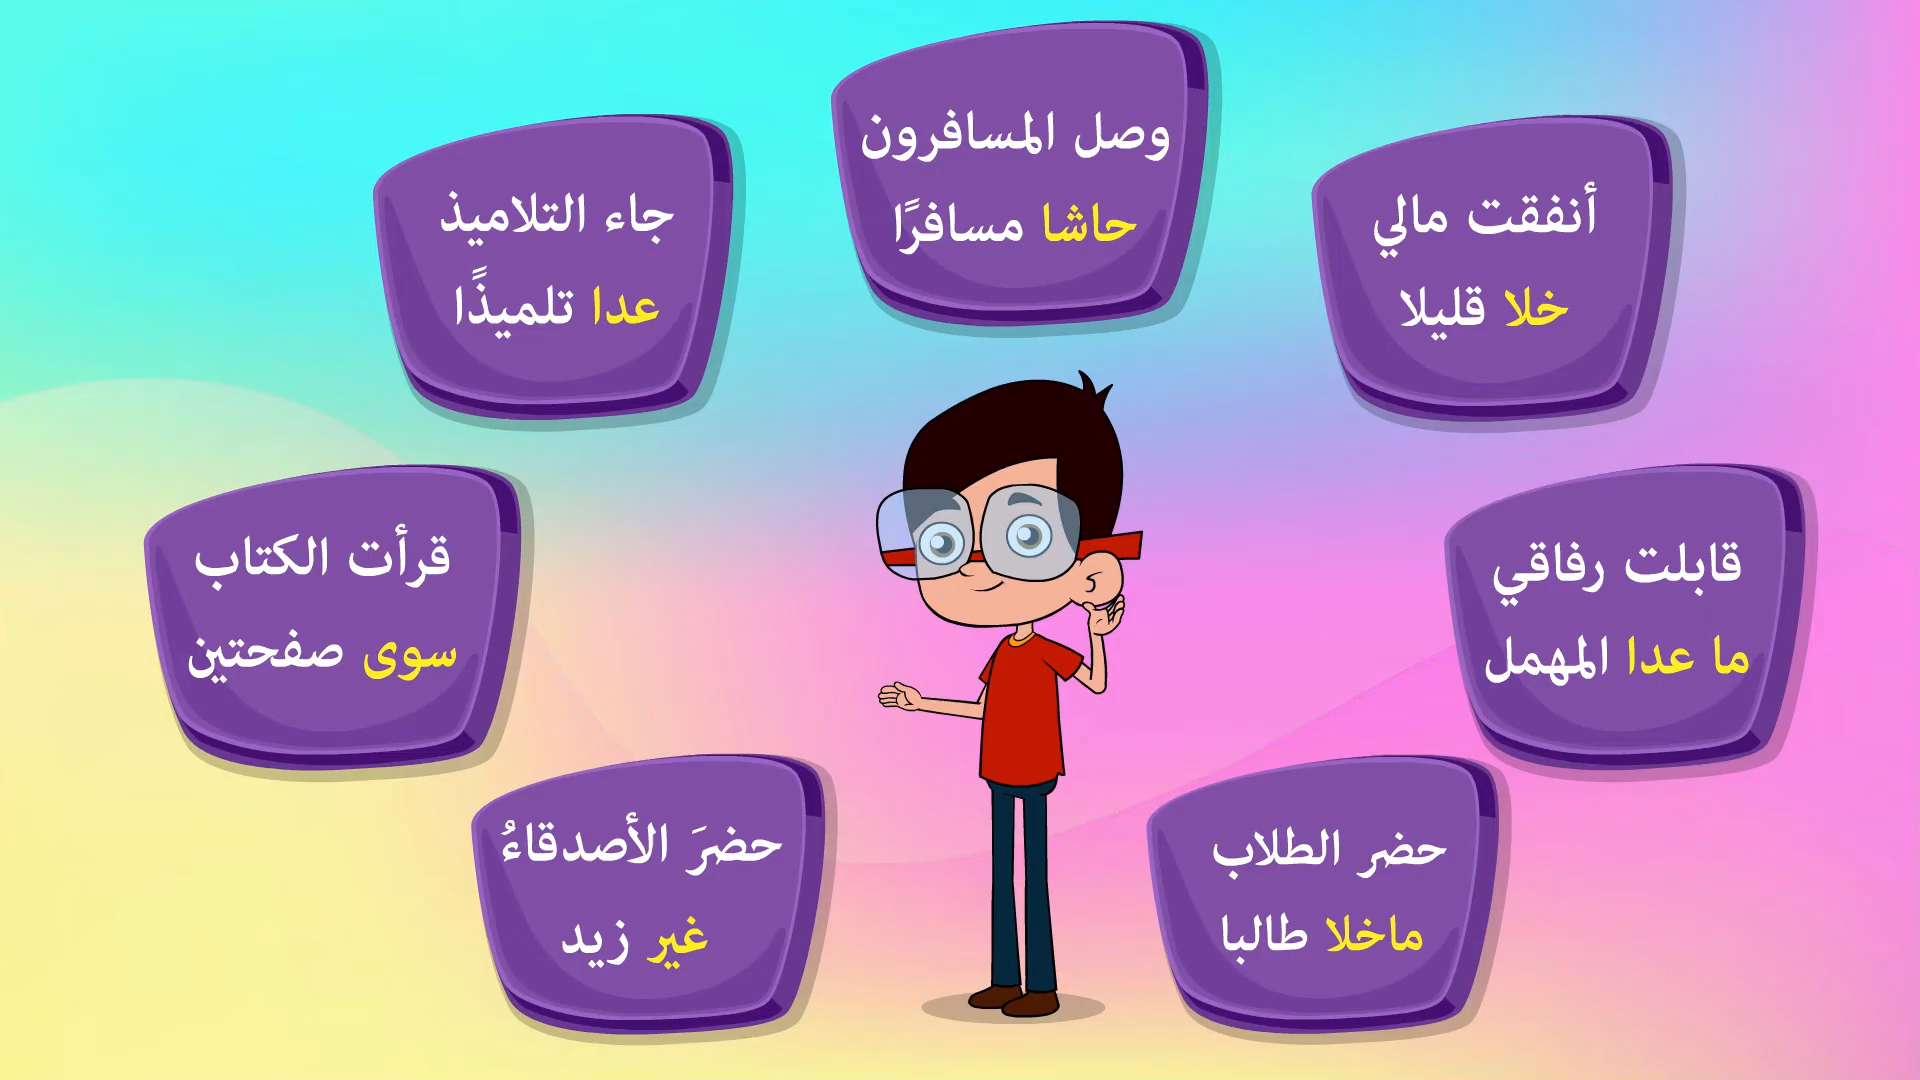 وصل المسافرون
حاشا مسافرًا
أنفقت مالي
خلا قليلا
جاء التلاميذ
عدا تلميذًا
قابلت رفاقي
ما عدا المهمل
قرأت الكتاب
سوى صفحتين
حضر الطلاب
ماخلا طالبا
حضرَ الأصدقاءُ
غير زيد